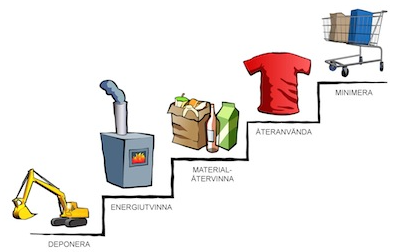 MINIMERA
ÅTERANVÄNDA
MATERIAL-
ÅTERVINNA
ENERGIUTVINNA
DEPONERA